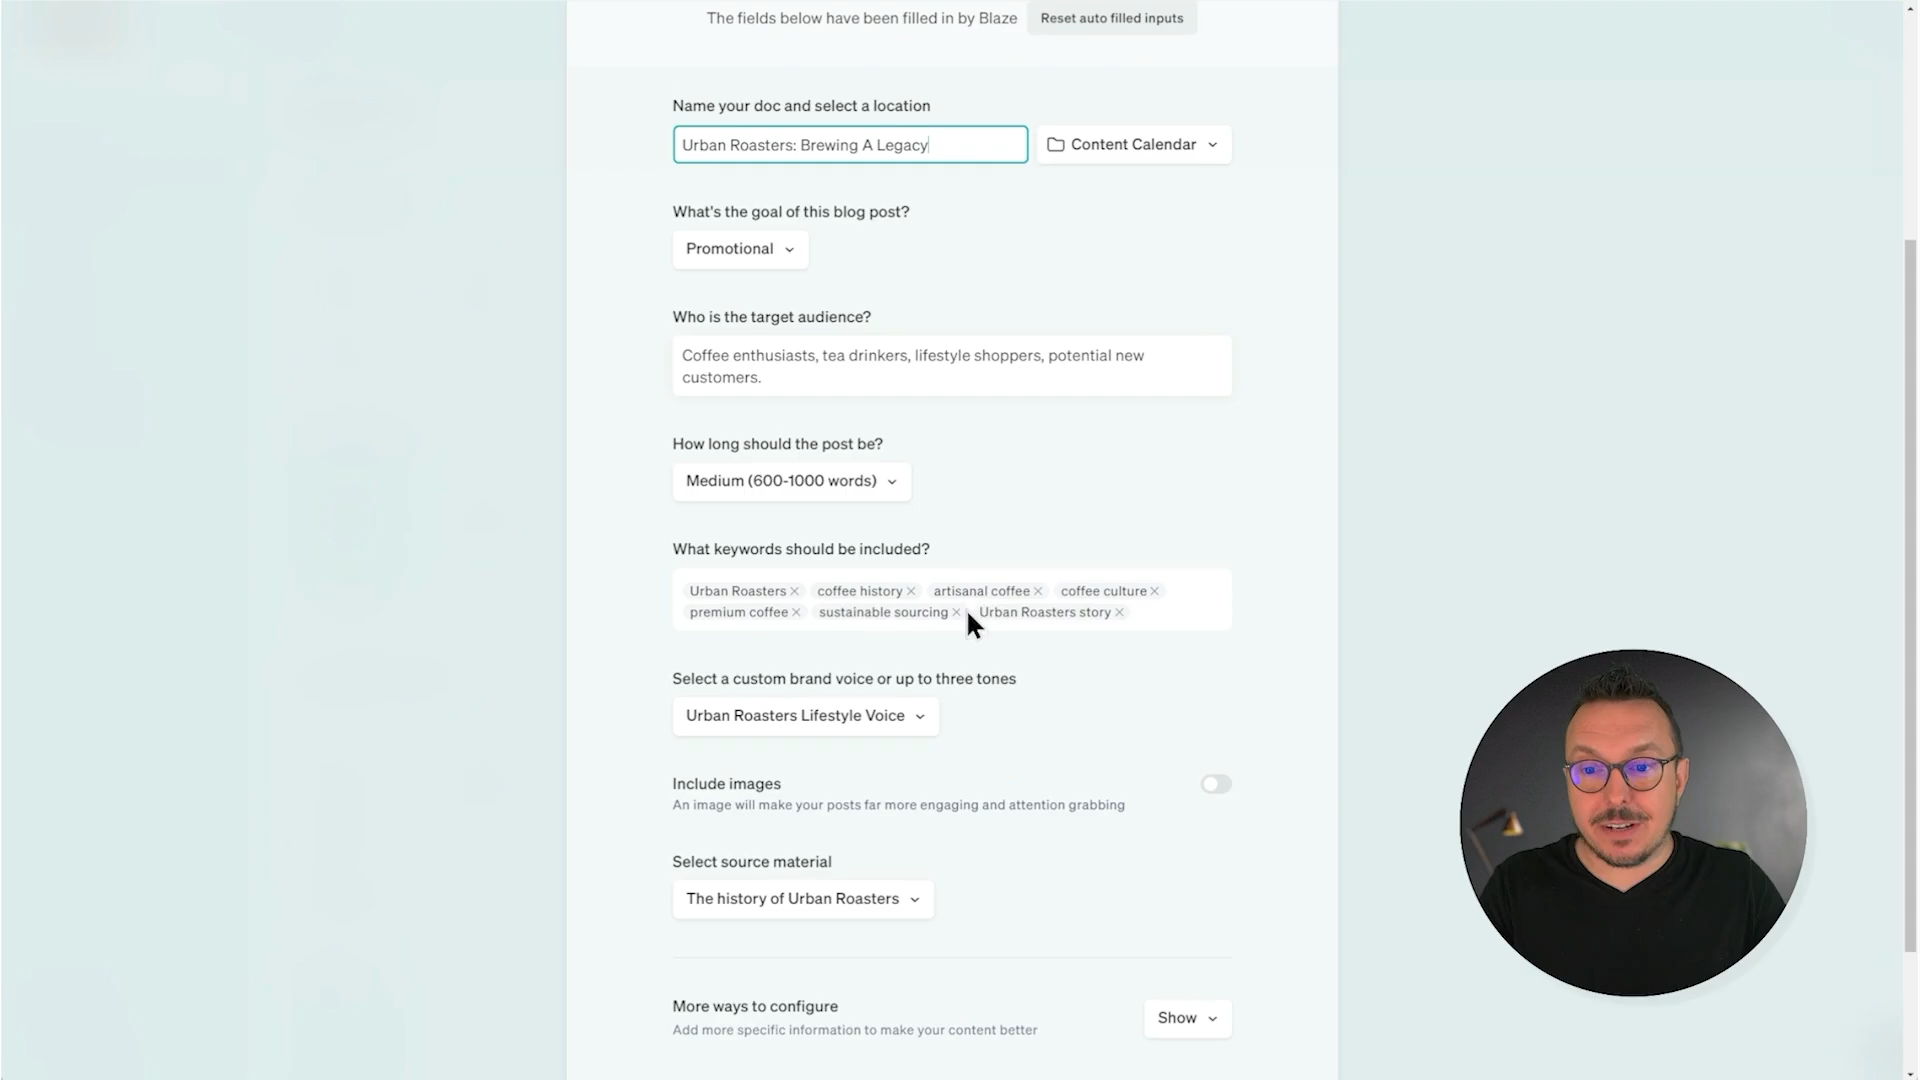 The fields below have been filled in by Blaze Reset auto filled inputs
Name your doc and select a location
Urban Roasters: Brewing A Legacy Content Calendar
What's the goal of this blog post?
Promotional
Who is the target audience?
Coffee enthusiasts, tea drinkers, lifestyle shoppers, potential new
customers.
How long should the post be?
Medium (600-1000 words)
What keywords should be included?
Urban Roasters coffee history artisanal coffee coffee culture
premium coffee sustainable sourcing Urban Roasters story
Select a custom brand voice or up to three tones
Urban Roasters Lifestyle Voice
Include images
An image will make your posts far more engaging and attention grabbing
Select source material
The history of Urban Roasters
More ways to configure
Show
Add more specific information to make your content better